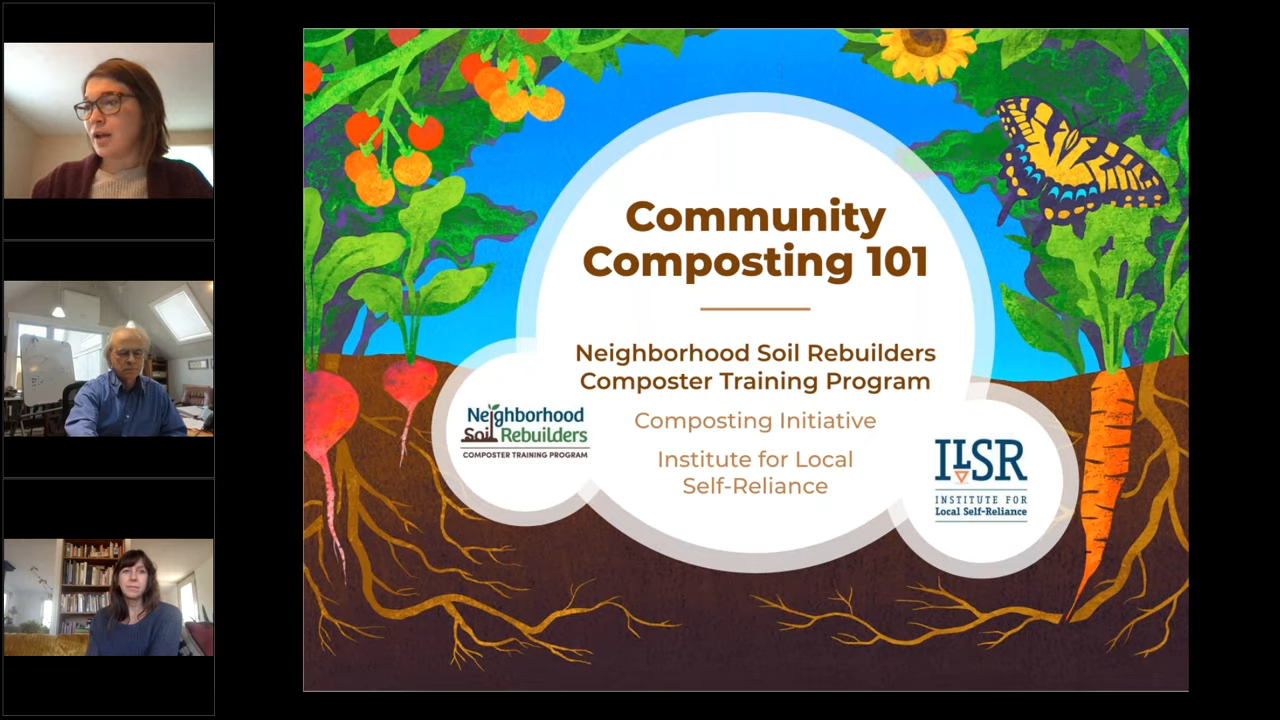 Community
Composting 101
Neighborhood Soil Rebuilders
Composter Training Program
Composting Initiative
Institute for Local
Self-Reliance
Neighborhood
Soil Rebuilders
COMPOSTER TRAINING PROGRAM
ILSR
INSTITUTE FOR
Local Self-Reliance